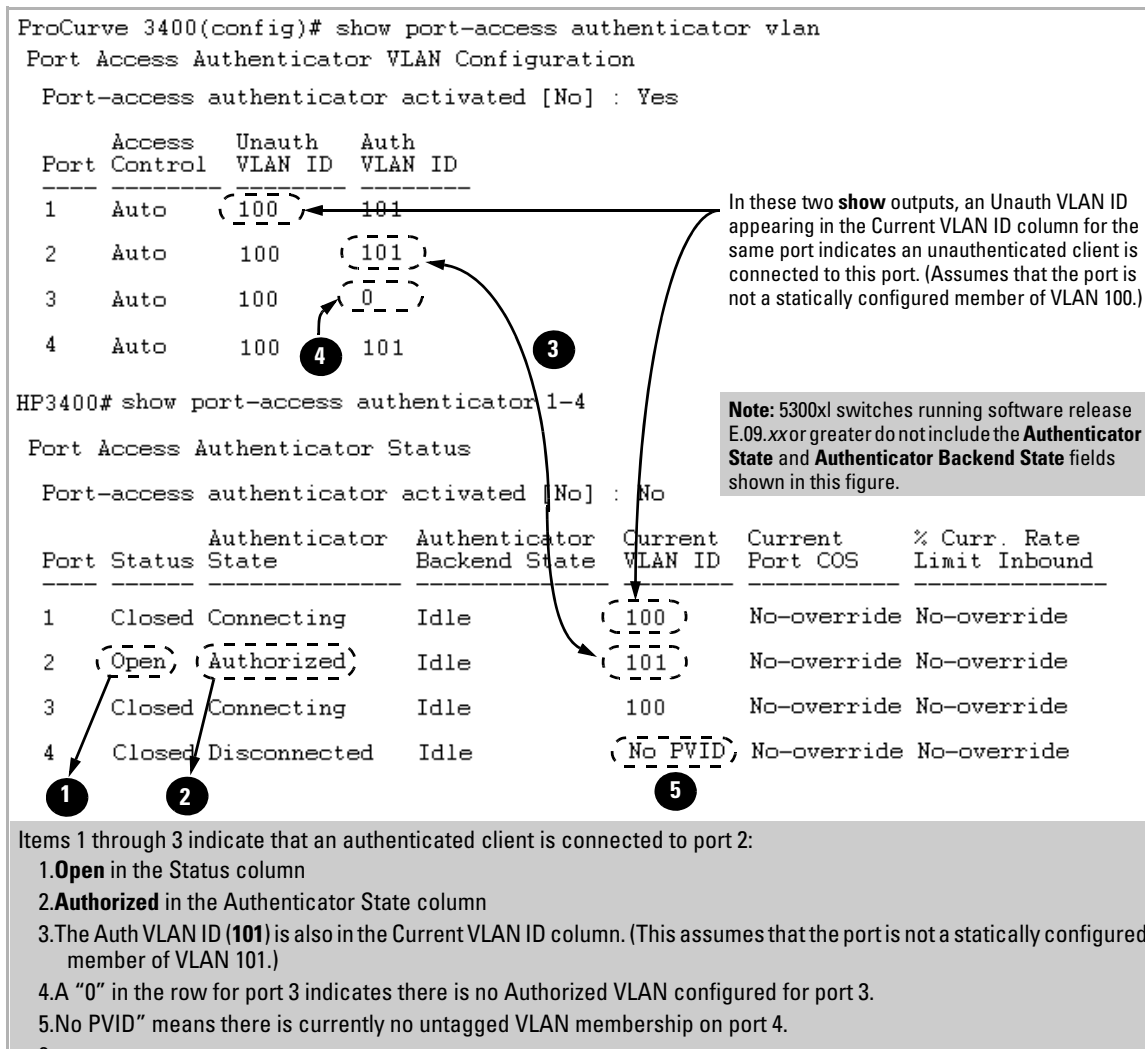 ProCurve 3400(config)# show port-access authenticator vlan
Port Access Authenticator VLAN Configuration
Port-access authenticator activated [No] : Yes
Access Unauth Auth
Port Control VLAN ID VLAN ID
---- -------- -------- --------
1 Auto 100 101
2 Auto 100 101
3 Auto 100 0
4 Auto 100 101
4
3
In these two show outputs, an Unauth VLAN ID
appearing in the Current VLAN ID column for the
same port indicates an unauthenticated client is
connected to this port. (Assumes that the port is
not a statically configured member of VLAN 100.)
HP3400# show port-access authenticator 1-4
Note: 5300xl switches running software release
E.09.xx or greater do not include the Authenticator
State and Authenticator Backend State fields
shown in this figure.
Port Access Authenticator Status
Port-access authenticator activated [No] : No
Authenticator Authenticator Current Current % Curr. Rate
Port Status State Backend State VLAN ID Port COS Limit Inbound
---- ------ -------------- -------------- -------- ----------- --------------
1 Closed Connecting Idle 100 No-override No-override
2 Open Authorized Idle 101 No-override No-override
3 Closed Connecting Idle 100 No-override No-override
4 Closed Disconnected Idle No PVID No-override No-override
1
2
5
Items 1 through 3 indicate that an authenticated client is connected to port 2:
1.Open in the Status column
2.Authorized in the Authenticator State column
3.The Auth VLAN ID (101) is also in the Current VLAN ID column. (This assumes that the port is not a statically configured
member of VLAN 101.)
4.A “0” in the row for port 3 indicates there is no Authorized VLAN configured for port 3.
5.No PVID” means there is currently no untagged VLAN membership on port 4.